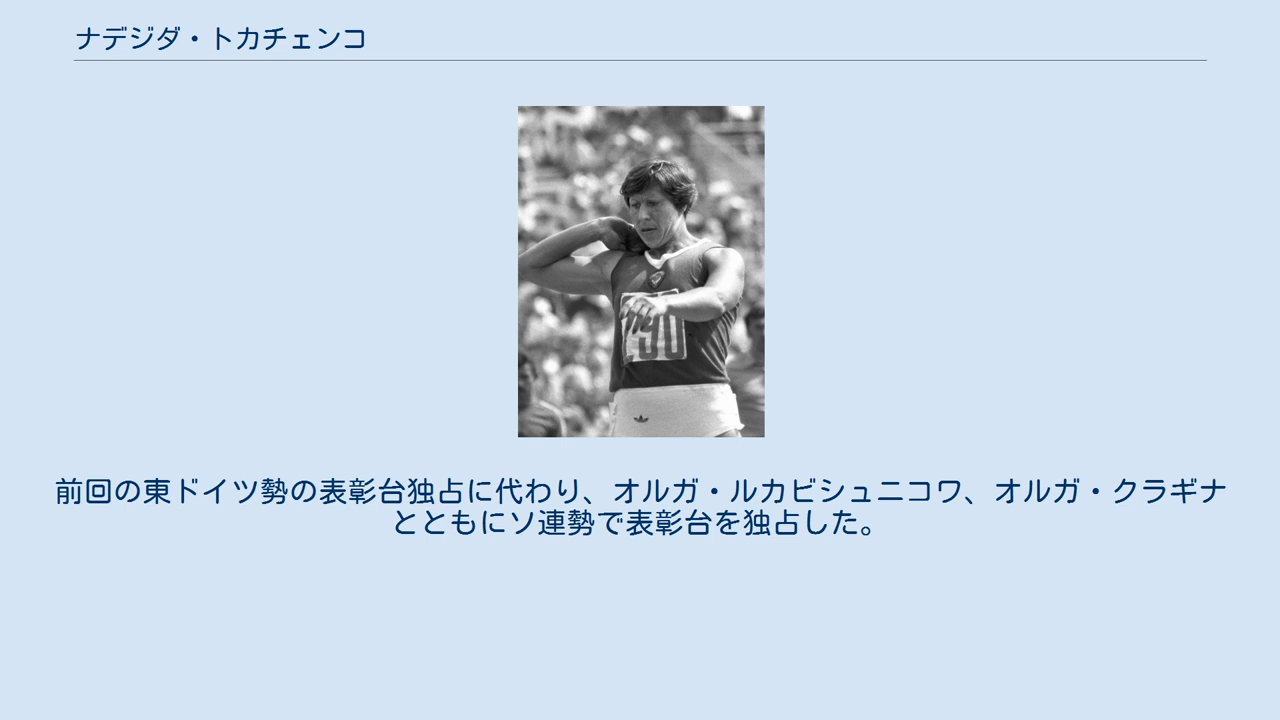 ナデジダ・トカチェンコ
290
前回の東ドイツ勢の表彰台独占に代わり、オルガ・ルカビシュニコワ、オルガ・クラギナ
とともにソ連勢で表彰台を独占した。